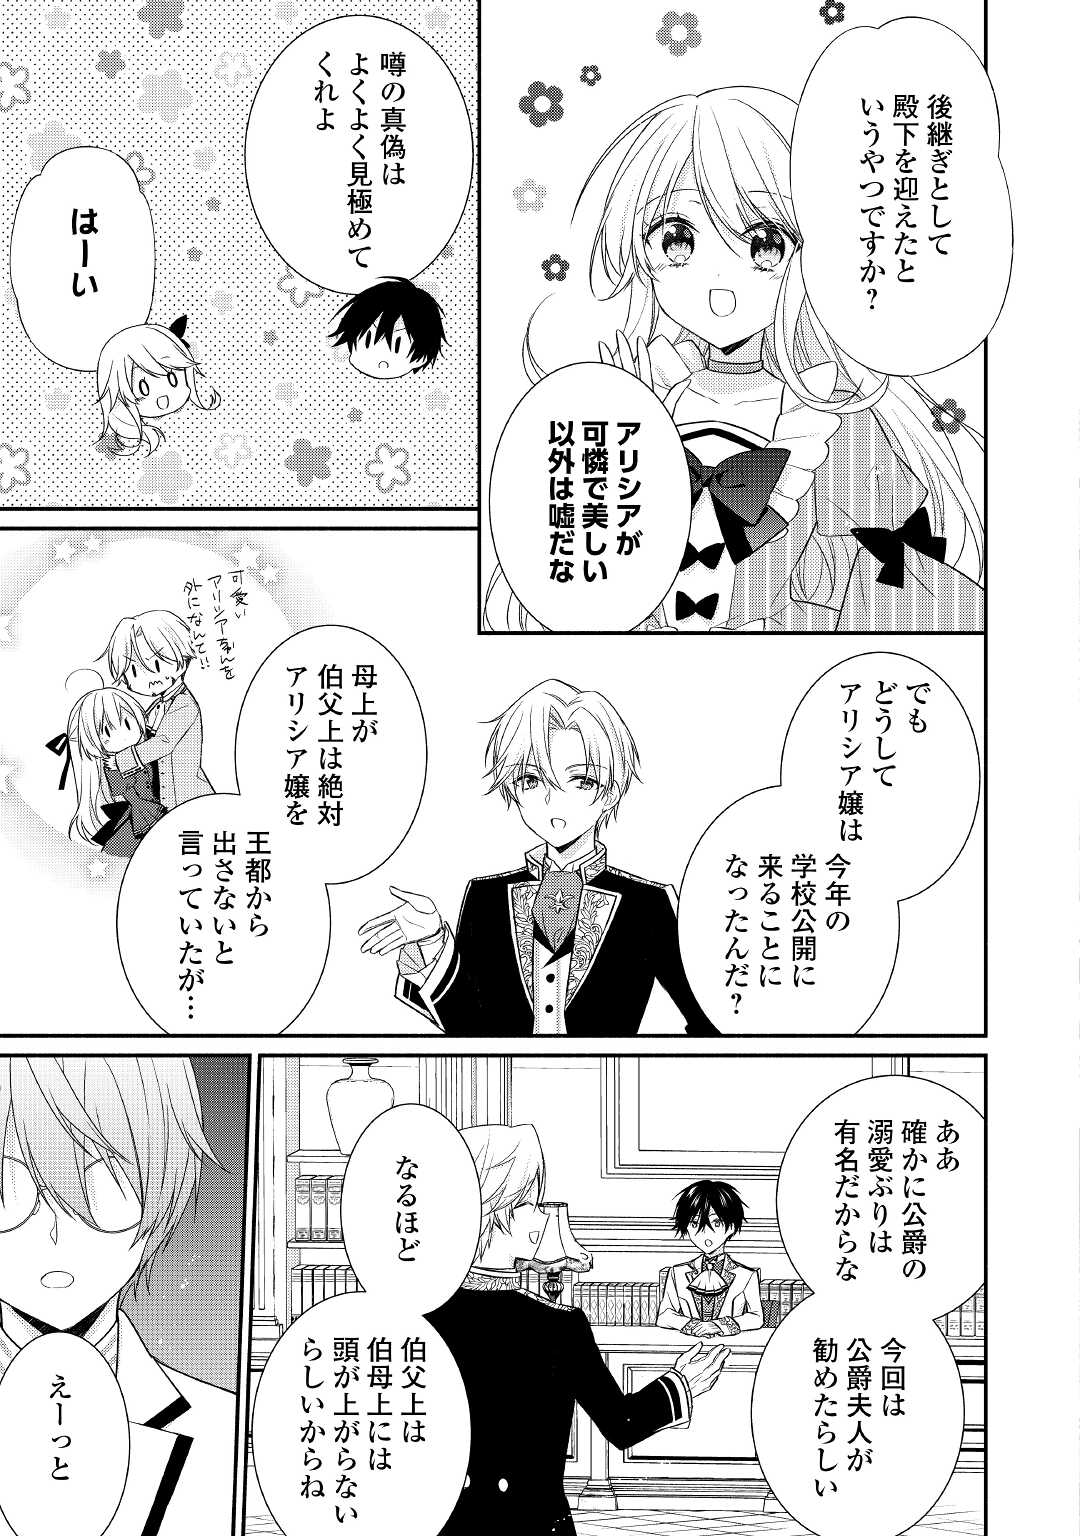 後継ぎとして
殿下を迎えたと
いうやつですか?
アリシアが
可憐で美しい
以外は嘘だな
噂の真偽は
よくよく見極めて
くれよ
はーい
でも
どうして
アリシア嬢は
今年の
学校公開に
来ることに
なったんだ?
母上が
伯父上は絶対
アリシア嬢を
王都から
出さないと
言っていたが…
可愛い
アリシアちゃんを
外になんて!!
ああ
確かに公爵の
溺愛ぶりは
有名だからな
今回は
公爵夫人が
勧めたらしい
なるほど
伯父上は
伯母上には
頭が上がらない
らしいからね
えーっと